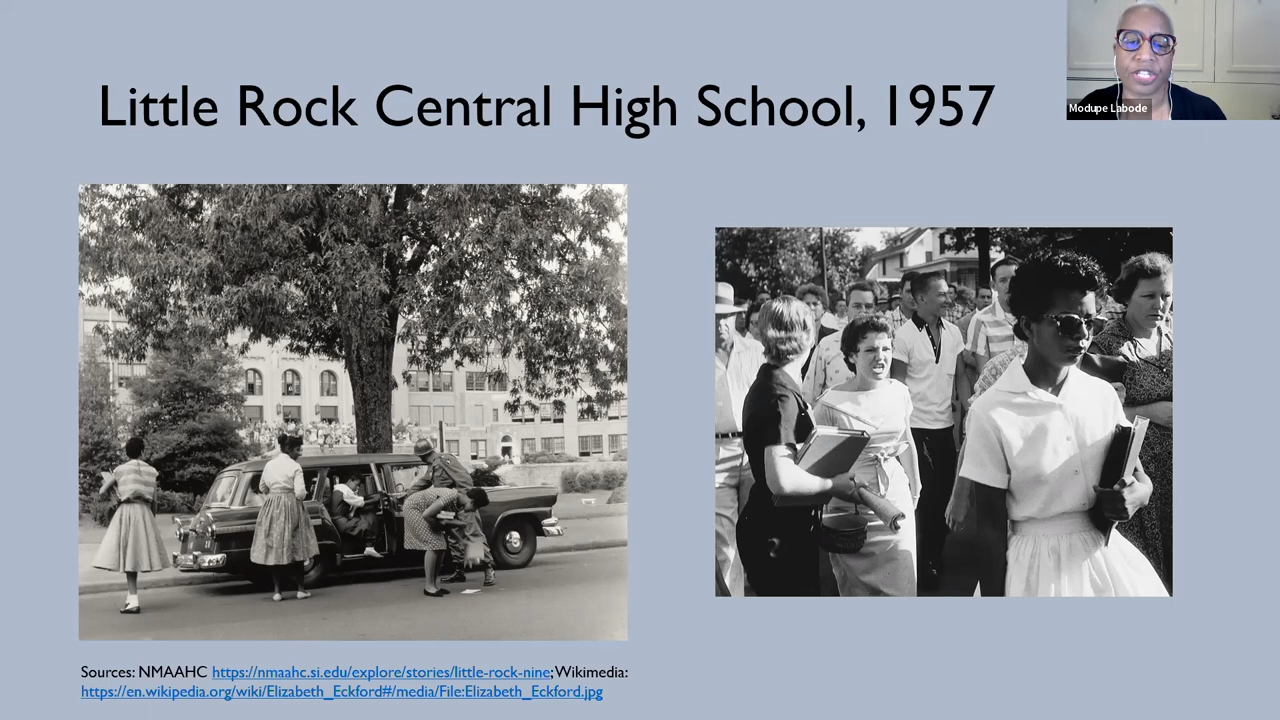 Little Rock Central High School, 1957
Modupe Labode
Sources: NMAAHC https://nmaahc.si.edu/explore/stories/little-rock-nine; Wikimedia:
https://en.wikipedia.org/wiki/Elizabeth_Eckford#/media/File:Elizabeth_Eckford.jpg